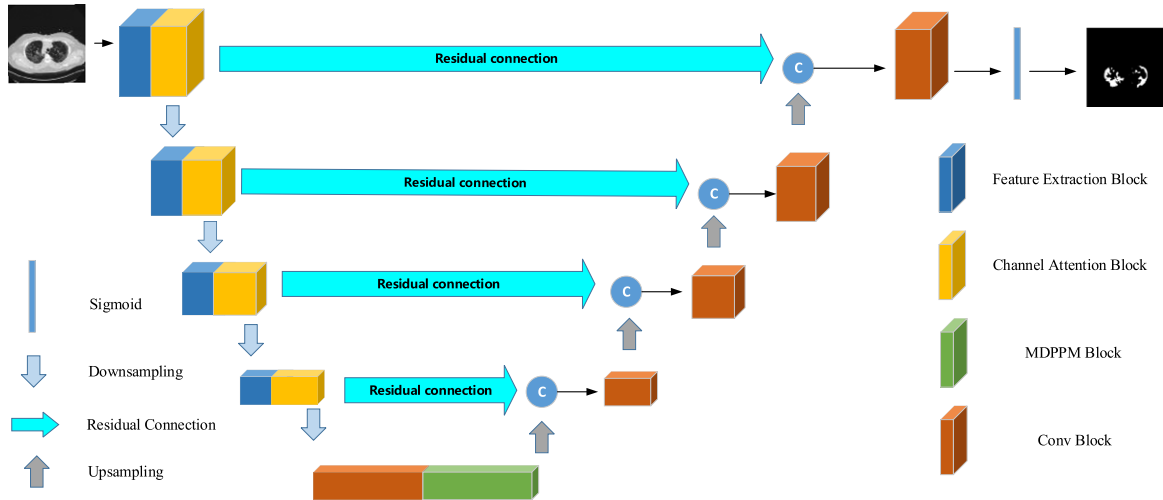 Residual connection
C
Residual connection
C
Feature Extraction Block
Residual connection
C
Channel Attention Block
Sigmoid
Downsampling
Residual connection
C
MDPPM Block
Residual Connection
Conv Block
Upsampling